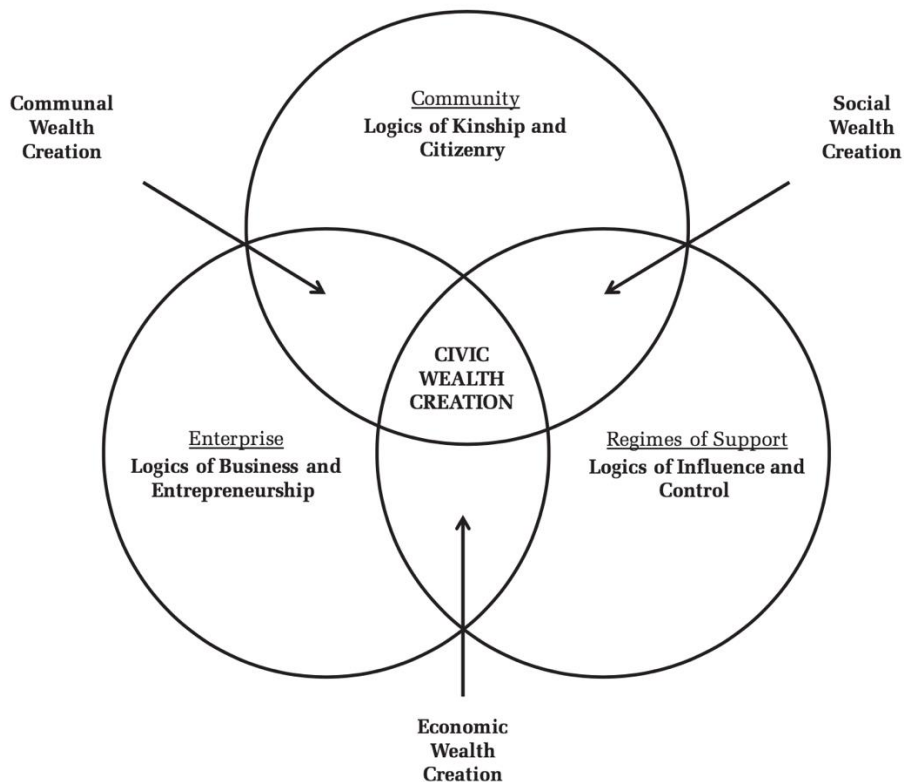 Community
Logics of Kinship and
Citizenry
Communal
Wealth
Creation
Social
Wealth
Creation
CIVIC
WEALTH
CREATION
Enterprise
Logics of Business and
Entrepreneurship
Regimes of Support
Logics of Influence and
Control
Economic
Wealth
Creation